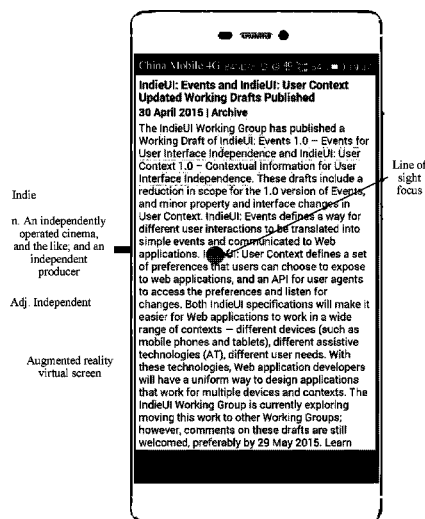 China Mobile 4G
IndieUI: Events and IndieUI: User Context
Updated Working Drafts Published
30 April 2015 | Archive
The IndieUI Working Group has published a
Working Draft of IndieUI: Events 1.0 – Events for
User Interface Independence and IndieUI: User
Context 1.0 – Contextual Information for User
Interface Independence. These drafts include a
reduction in scope for the 1.0 version of Events,
and minor property and interface changes in
User Context. IndieUI: Events defines a way for
different user interactions to be translated into
simple events and communicated to Web
applications. UI: User Context defines a set
of preferences that users can choose to expose
to web applications, and an API for user agents
to access the preferences and listen for
changes. Both IndieUI specifications will make it
easier for Web applications to work in a wide
range of contexts — different devices (such as
mobile phones and tablets), different assistive
technologies (AT), different user needs. With
these technologies, Web application developers
will have a uniform way to design applications
that work for multiple devices and contexts. The
IndieUI Working Group is currently exploring
moving this work to other Working Groups;
however, comments on these drafts are still
welcomed, preferably by 29 May 2015. Learn
Line of
sight
focus
Indie
n. An independently
operated cinema,
and the like; and an
independent
producer
Adj. Independent
Augmented reality
virtual screen